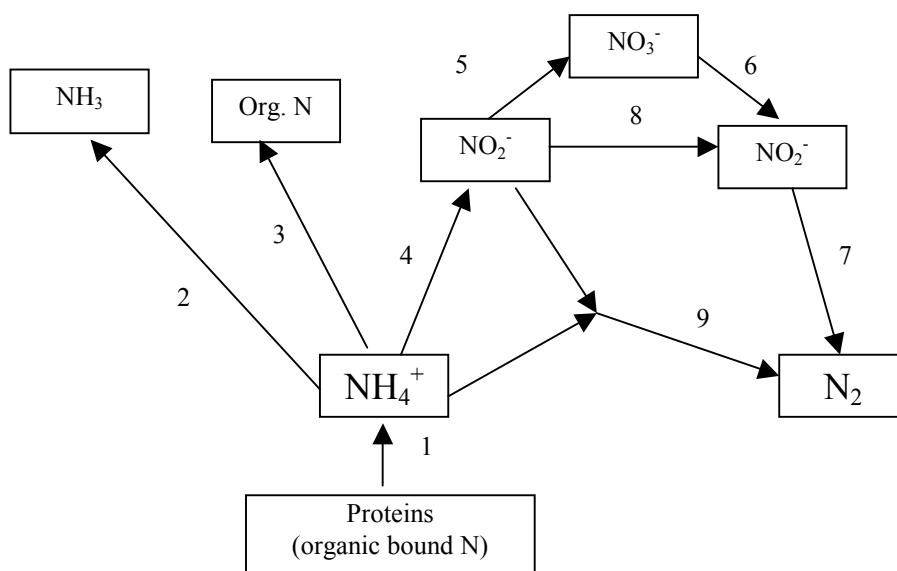 NO₃⁻
5
6
NH₃
Org. N
8
NO₂⁻
NO₂⁻
3
4
7
2
9
NH₄⁺
N₂
1
Proteins
(organic bound N)